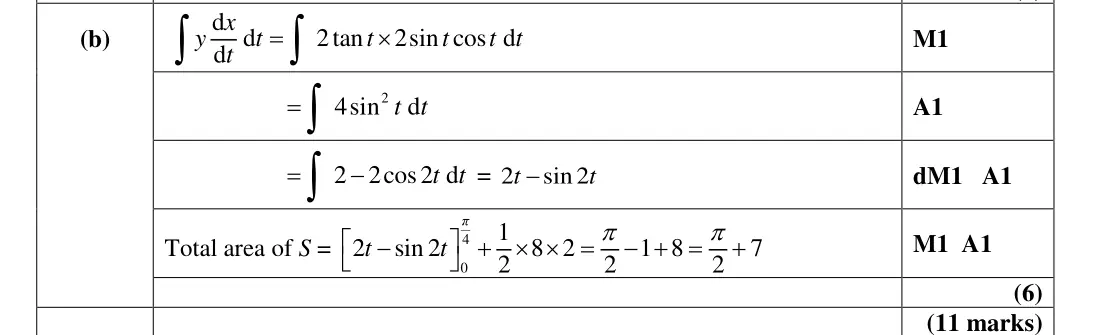 (b) ∫ y dx/dt dt = ∫ 2 tan t × 2 sin t cos t dt M1
= ∫ 4 sin² t dt A1
= ∫ 2 − 2 cos 2t dt = 2t − sin 2t dM1 A1
Total area of S = [2t − sin 2t]₀^(π/4) + 1/2 × 8 × 2 = π/2 − 1 + 8 = π/2 + 7 M1 A1
(6)
(11 marks)